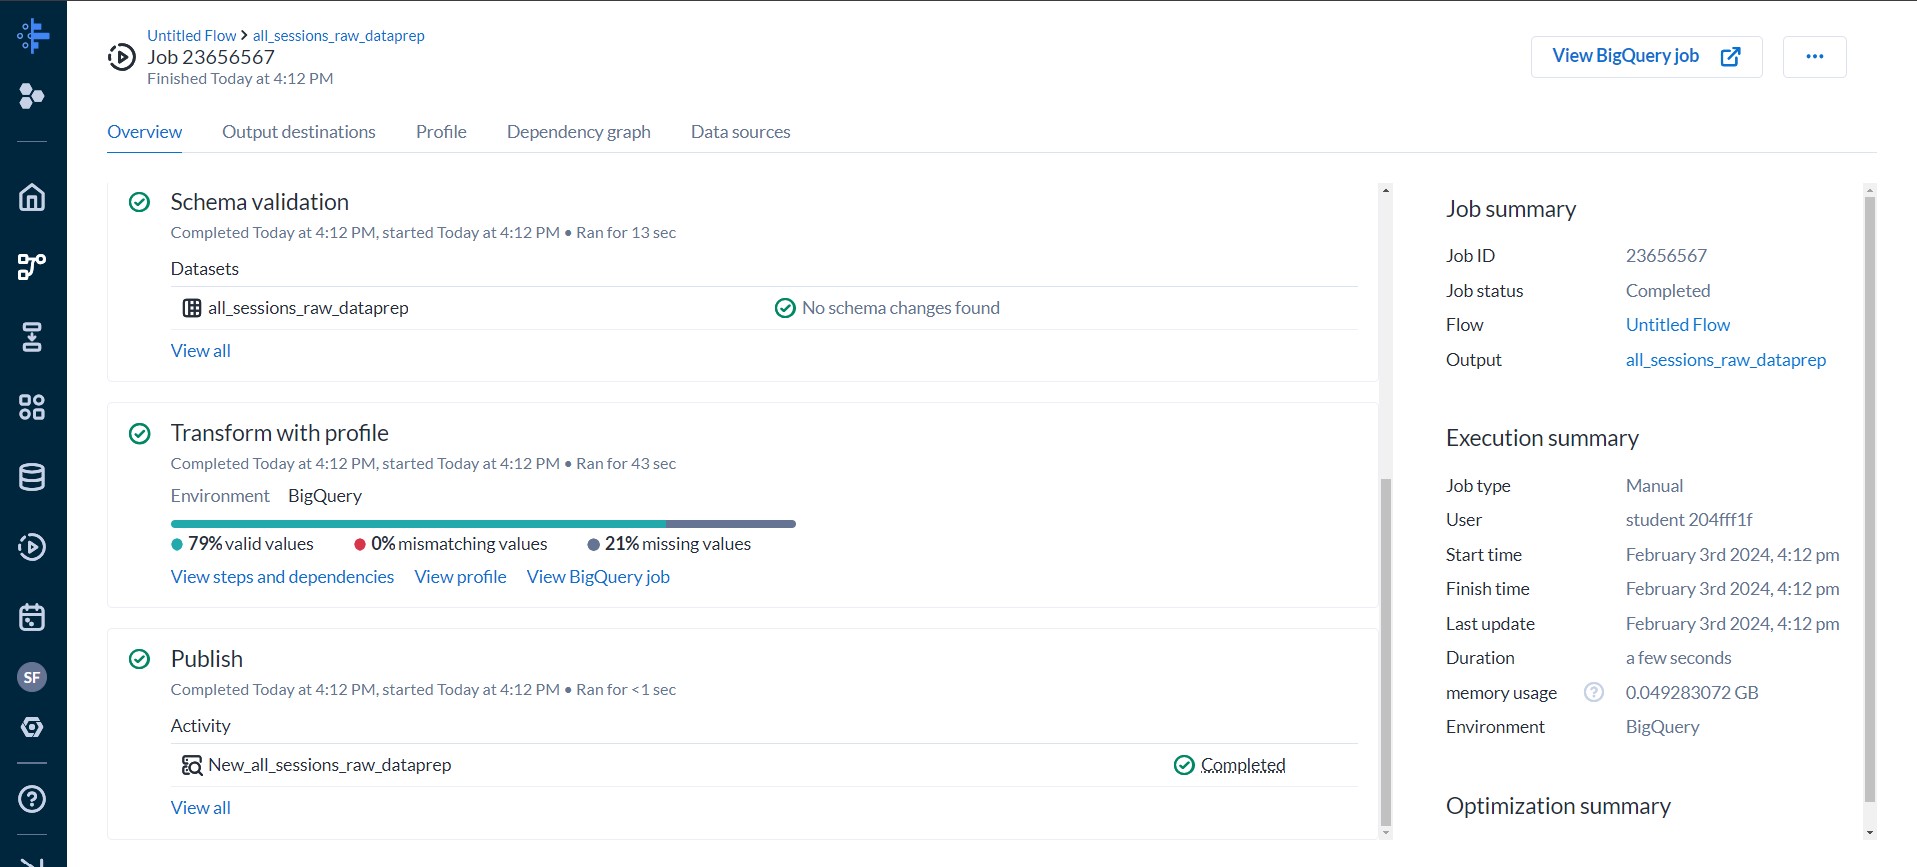 Untitled Flow > all_sessions_raw_dataprep
Job 23656567
Finished Today at 4:12 PM
View BigQuery job
...
Overview
Output destinations
Profile
Dependency graph
Data sources
Schema validation
Completed Today at 4:12 PM, started Today at 4:12 PM • Ran for 13 sec
Datasets
all_sessions_raw_dataprep
No schema changes found
View all
Transform with profile
Completed Today at 4:12 PM, started Today at 4:12 PM • Ran for 43 sec
Environment BigQuery
79% valid values
0% mismatching values
21% missing values
View steps and dependencies
View profile
View BigQuery job
Publish
Completed Today at 4:12 PM, started Today at 4:12 PM • Ran for <1 sec
Activity
New_all_sessions_raw_dataprep
Completed
View all
Job summary
Job ID 23656567
Job status Completed
Flow Untitled Flow
Output all_sessions_raw_dataprep
Execution summary
Job type Manual
User student 204fff1f
Start time February 3rd 2024, 4:12 pm
Finish time February 3rd 2024, 4:12 pm
Last update February 3rd 2024, 4:12 pm
Duration a few seconds
memory usage ? 0.049283072 GB
Environment BigQuery
Optimization summary
SF
?